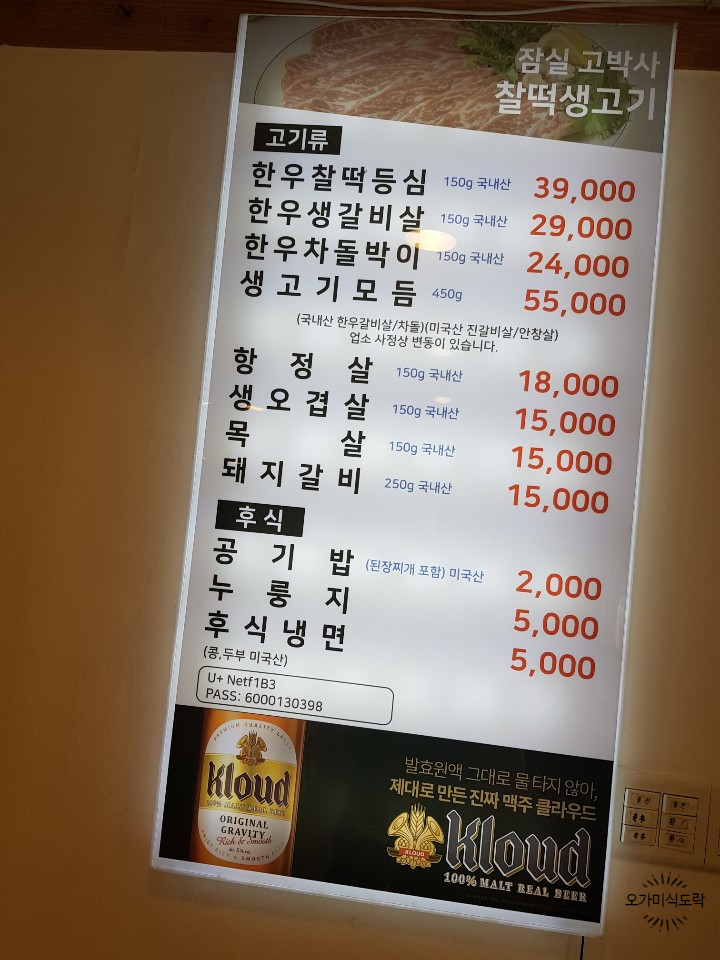 잠실 고박사
찰떡생고기
고기류
한우찰떡등심 150g 국내산 39,000
한우생갈비살 150g 국내산 29,000
한우차돌박이 150g 국내산 24,000
생고기모듬 450g 55,000
(국내산 한우갈비살/차돌)(미국산 진갈비살/안창살)
업소 사정상 변동이 있습니다.
항정살 150g 국내산 18,000
생오겹살 150g 국내산 15,000
목살 150g 국내산 15,000
돼지갈비 250g 국내산 15,000
후식
공기밥 (된장찌개 포함) 미국산 2,000
누룽지 5,000
후식냉면 5,000
(콩,두부 미국산)
U+ Netf1B3
PASS: 6000130398
PREMIUM QUALITY LAGER
Kloud
100% MALT REAL BEER
ORIGINAL
GRAVITY
Rich & Smooth
발효원액 그대로 물 타지 않아,
제대로 만든 진짜 맥주 클라우드
KLOUD
Kloud
100% MALT REAL BEER
오가미식도락